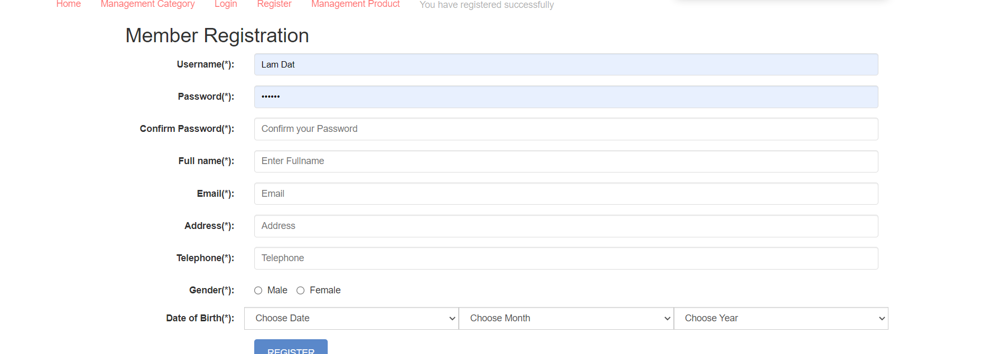 Home Management Category Login Register Management Product You have registered successfully
Member Registration
Username(*): Lam Dat
Password(*): ••••••
Confirm Password(*): Confirm your Password
Full name(*): Enter Fullname
Email(*): Email
Address(*): Address
Telephone(*): Telephone
Gender(*): Male Female
Date of Birth(*): Choose Date Choose Month Choose Year
REGISTER